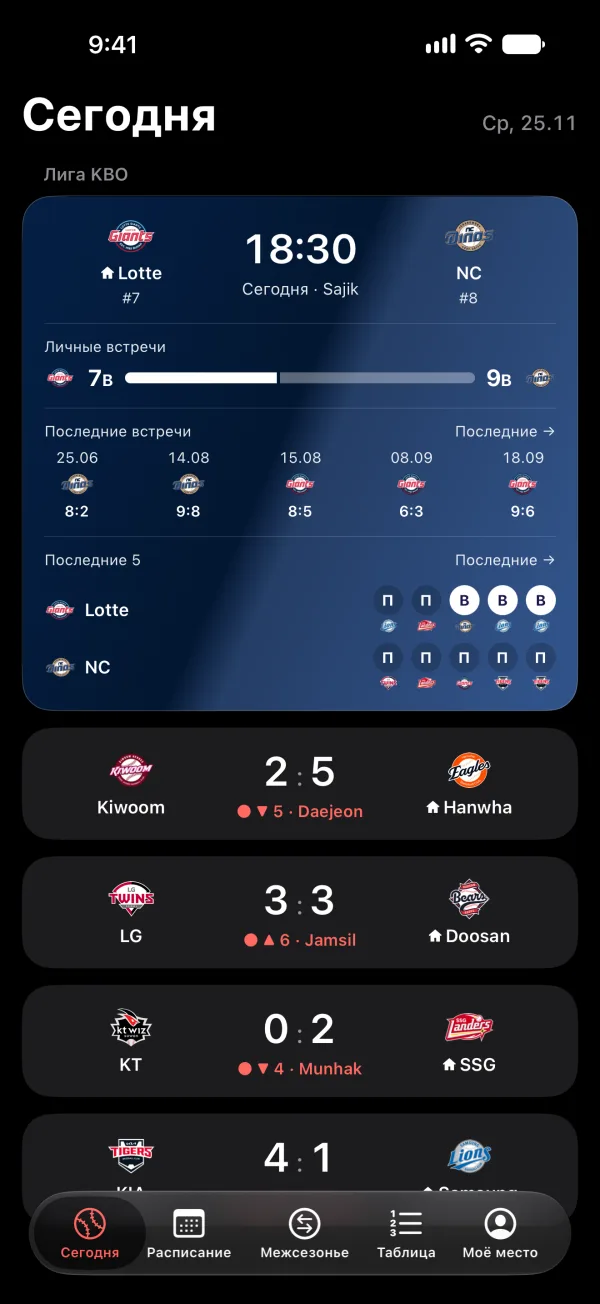 9:41
Сегодня
Ср, 25.11
Лига KBO
Lotte
#7
18:30
Сегодня · Sajik
NC
#8
Личные встречи
7В
9В
Последние встречи
Последние →
25.06 14.08 15.08 08.09 18.09
8:2 9:8 8:5 6:3 9:6
Последние 5
Последние →
Lotte
П П В В В
NC
П П П П П
Kiwoom
2 : 5
5 · Daejeon
Hanwha
LG
3 : 3
6 · Jamsil
Doosan
KT
0 : 2
4 · Munhak
SSG
4 : 1
Сегодня
Расписание
Межсезонье
Таблица
Моё место